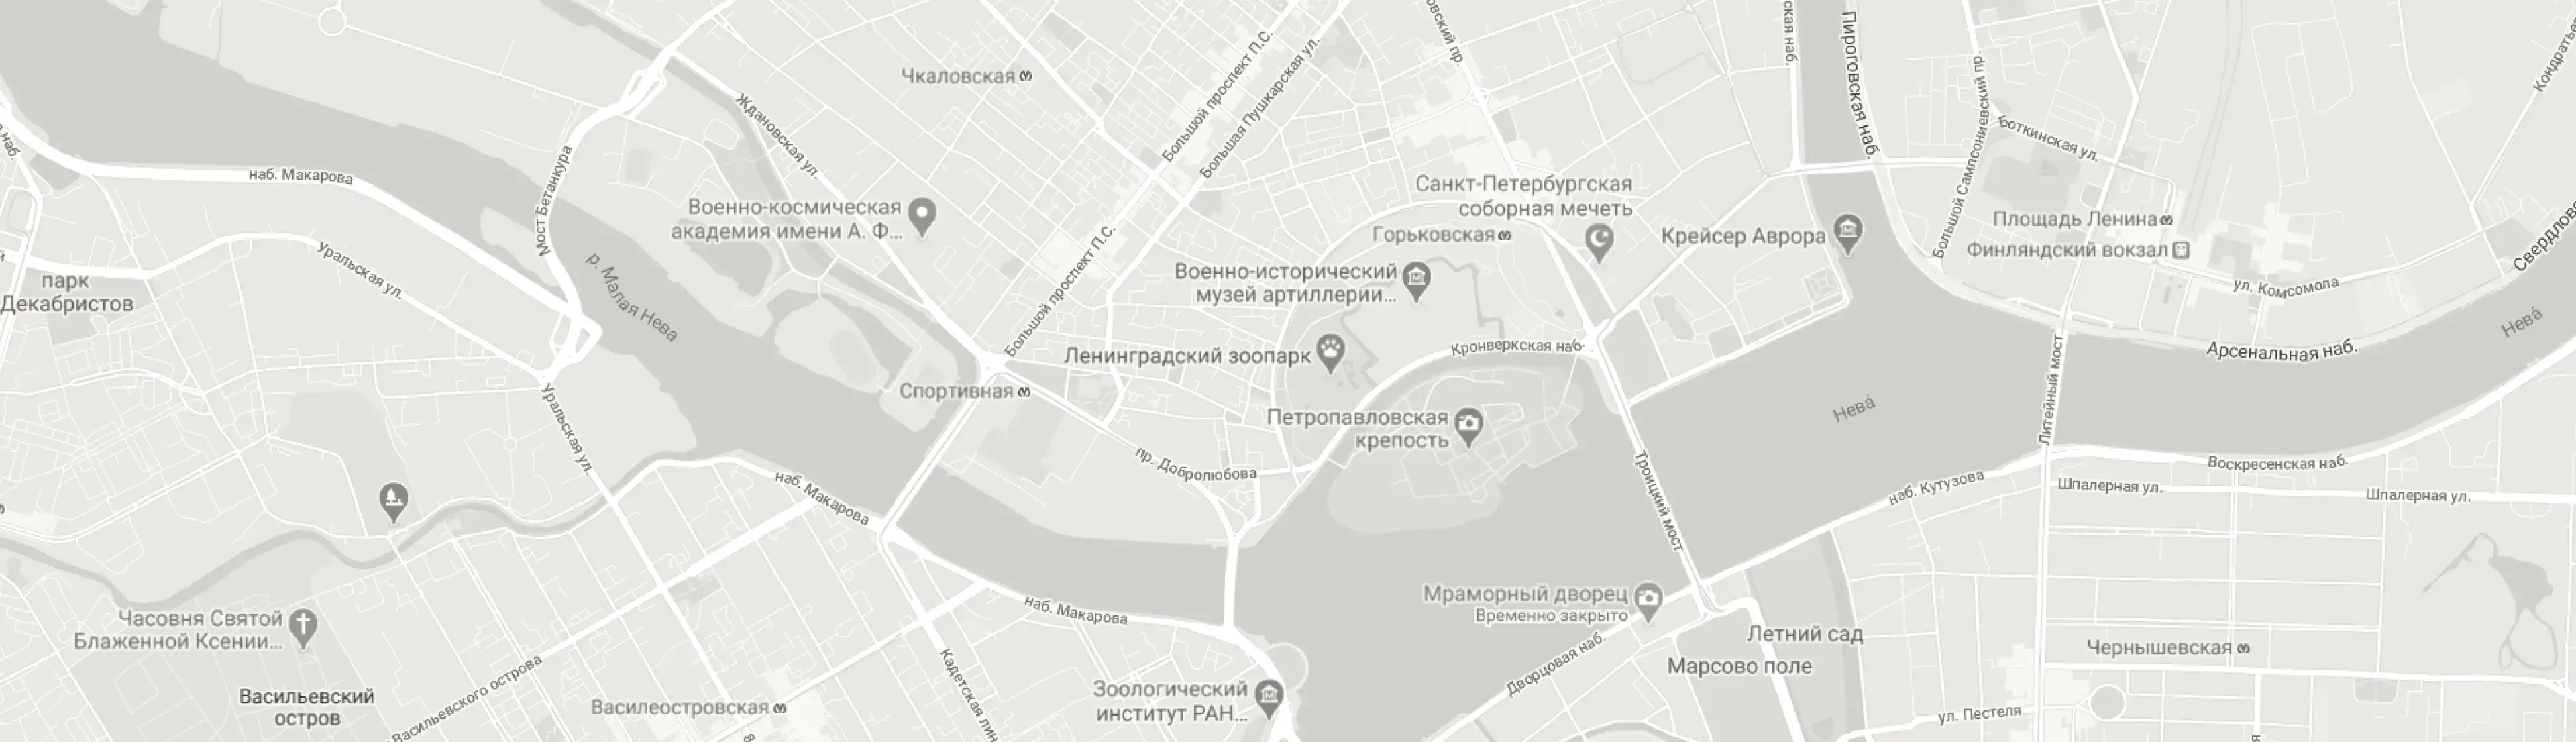 Чкаловская
Большой проспект П.С.
Большая Пушкарская ул.
Пироговская наб.
Большой Сампсониевский пр.
Боткинская ул.
Ждановская ул.
наб. Макарова
Мост Бетанкура
Военно-космическая
академия имени А. Ф...
Санкт-Петербургская
соборная мечеть
Горьковская
Крейсер Аврора
Площадь Ленина
Финляндский вокзал
Уральская ул.
р. Малая Нева
парк
Декабристов
Большой проспект П.С.
Военно-исторический
музей артиллерии...
ул. Комсомола
Нева́
Арсенальная наб.
Ленинградский зоопарк
Кронверкская наб.
Спортивная
Литейный мост
Нева́
Уральская ул.
Петропавловская
крепость
пр. Добролюбова
наб. Макарова
Троицкий мост
наб. Кутузова
Воскресенская наб.
Шпалерная ул.
Шпалерная ул.
Часовня Святой
Блаженной Ксении...
наб. Макарова
Мраморный дворец
Временно закрыто
Летний сад
Марсово поле
Дворцовая наб.
Чернышевская
Васильевский
остров
Васильевского острова
Василеостровская
Кадетская
Зоологический
институт РАН...
ул. Пестеля